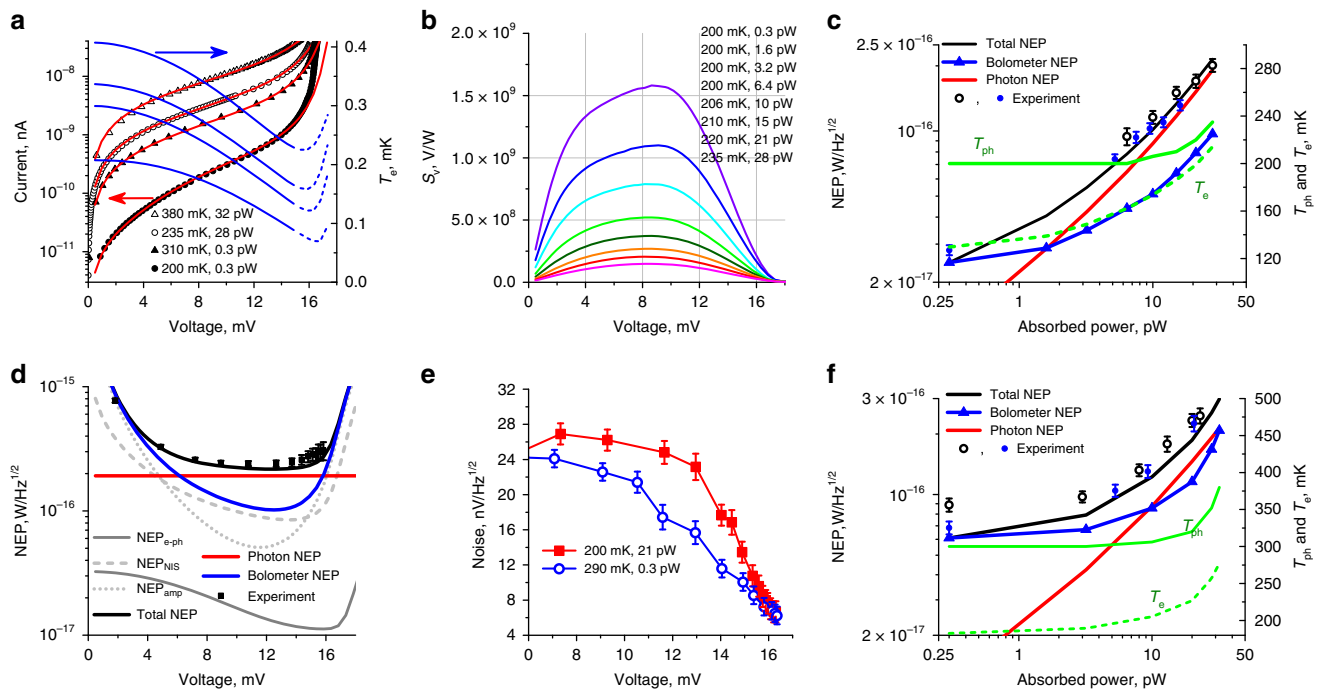 a
Current, nA
10⁻⁸
10⁻⁹
10⁻¹⁰
10⁻¹¹
0.4
0.3
0.2
0.1
0.0
Te, mK
380 mK, 32 pW
235 mK, 28 pW
310 mK, 0.3 pW
200 mK, 0.3 pW
0 4 8 12 16
Voltage, mV
b
Sv, V/W
2.0 × 10⁹
1.5 × 10⁹
1.0 × 10⁹
5.0 × 10⁸
0.0
200 mK, 0.3 pW
200 mK, 1.6 pW
200 mK, 3.2 pW
200 mK, 6.4 pW
206 mK, 10 pW
210 mK, 15 pW
220 mK, 21 pW
235 mK, 28 pW
0 4 8 12 16
Voltage, mV
c
NEP,W/Hz^1/2
2.5 × 10⁻¹⁶
10⁻¹⁶
2 × 10⁻¹⁷
Total NEP
Bolometer NEP
Photon NEP
, Experiment
Tph
Te
280
260
240
220
200
180
160
140
120
Tph and Te, mK
0.25 1 10 50
Absorbed power, pW
d
NEP,W/Hz^1/2
10⁻¹⁵
10⁻¹⁶
10⁻¹⁷
NEPe-ph
NEPNIS
NEPamp
Total NEP
Photon NEP
Bolometer NEP
Experiment
0 4 8 12 16
Voltage, mV
e
Noise, nV/Hz^1/2
32
28
24
20
16
12
8
4
200 mK, 21 pW
290 mK, 0.3 pW
0 2 4 6 8 10 12 14 16
Voltage, mV
f
NEP,W/Hz^1/2
3 × 10⁻¹⁶
10⁻¹⁶
2 × 10⁻¹⁷
Total NEP
Bolometer NEP
Photon NEP
, Experiment
Tph
Te
500
450
400
350
300
250
200
Tph and Te, mK
0.25 1 10 50
Absorbed power, pW